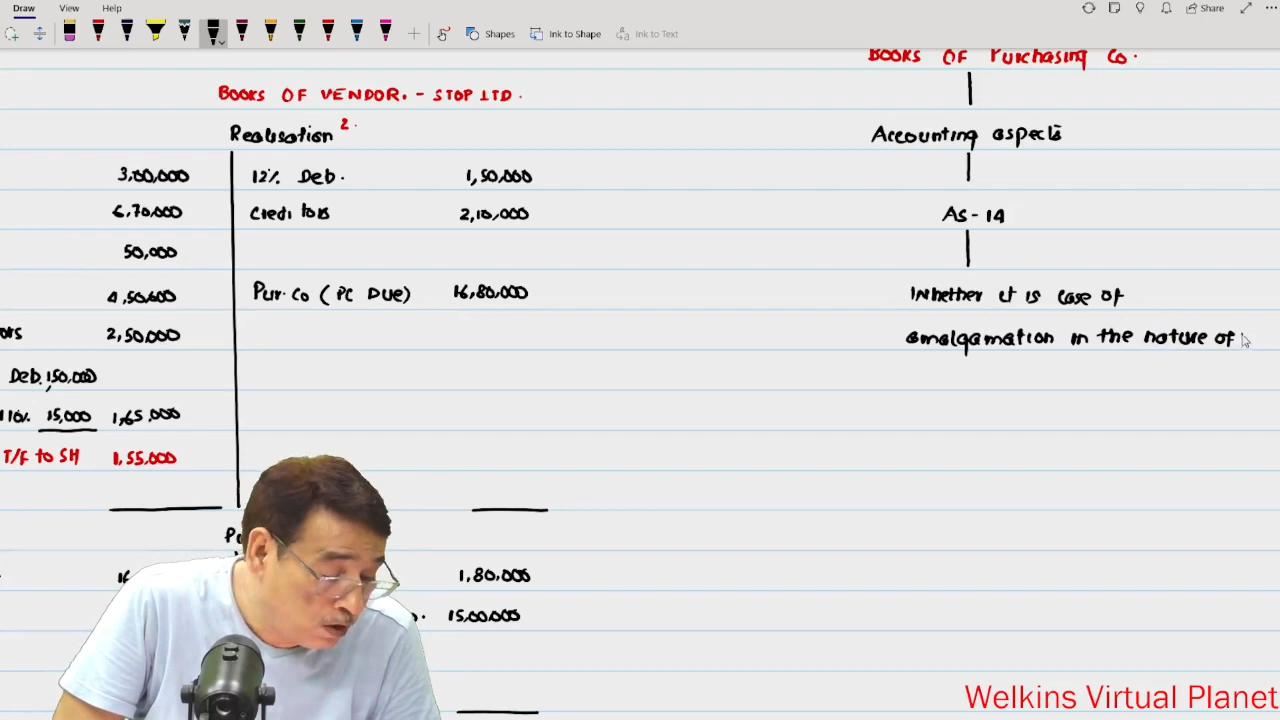 Draw View Help
Share
Shapes Ink to Shape Ink to Text
BOOKS OF Purchasing Co.
BOOKS OF VENDOR. - STOP LTD.
Realisation 2.
Accounting aspects
3,00,000 12% Deb. 1,50,000
6,70,000 Creditors 2,10,000
AS-14
50,000
4,50,000 Pur. Co (PC Due) 16,80,000
Whether it is case of
2,50,000
amalgamation in the nature of
Deb. 150,000
10% 15,000 1,65,000
T/F to SH 1,55,000
1,80,000
15,00,000
Welkins Virtual Planet